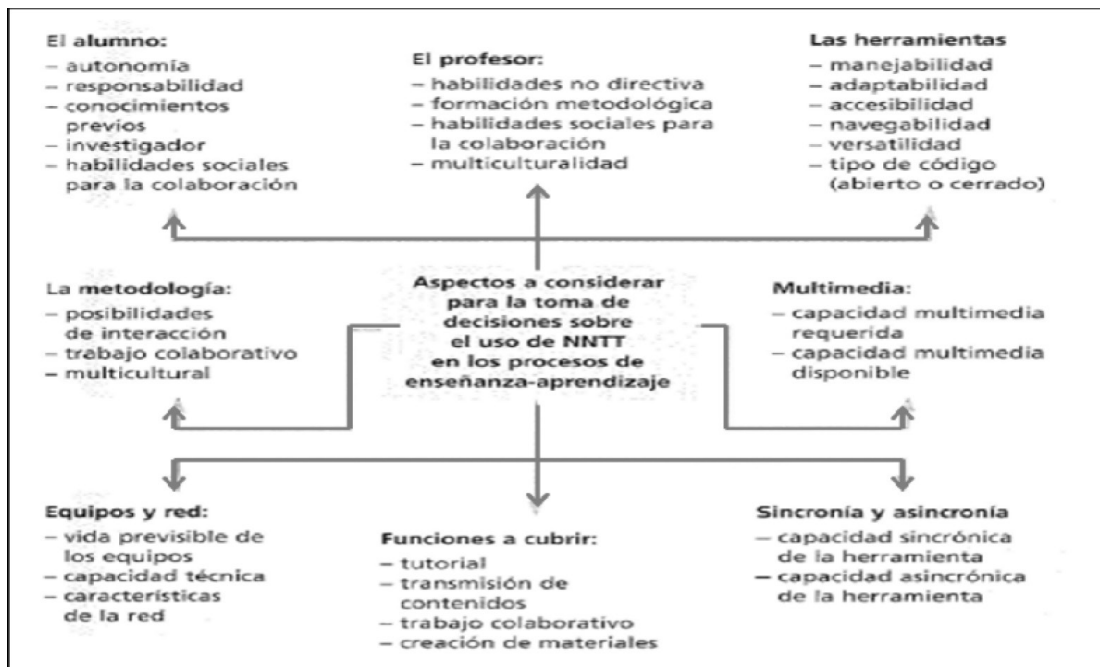 El alumno:
– autonomía
– responsabilidad
– conocimientos
previos
– investigador
– habilidades sociales
para la colaboración
El profesor:
– habilidades no directiva
– formación metodológica
– habilidades sociales para
la colaboración
– multiculturalidad
Las herramientas
– manejabilidad
– adaptabilidad
– accesibilidad
– navegabilidad
– versatilidad
– tipo de código
(abierto o cerrado)
La metodología:
– posibilidades
de interacción
– trabajo colaborativo
– multicultural
Aspectos a considerar
para la toma de
decisiones sobre
el uso de NNTT
en los procesos de
enseñanza-aprendizaje
Multimedia:
– capacidad multimedia
requerida
– capacidad multimedia
disponible
Equipos y red:
– vida previsible de
los equipos
– capacidad técnica
– características
de la red
Funciones a cubrir:
– tutorial
– transmisión de
contenidos
– trabajo colaborativo
– creación de materiales
Sincronía y asincronía
– capacidad sincrónica
de la herramienta
– capacidad asincrónica
de la herramienta